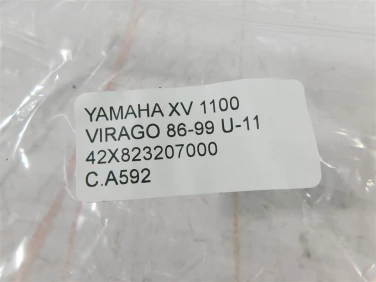 YAMAHA XV 1100
VIRAGO 86-99 U-11
42X823207000
C.A592